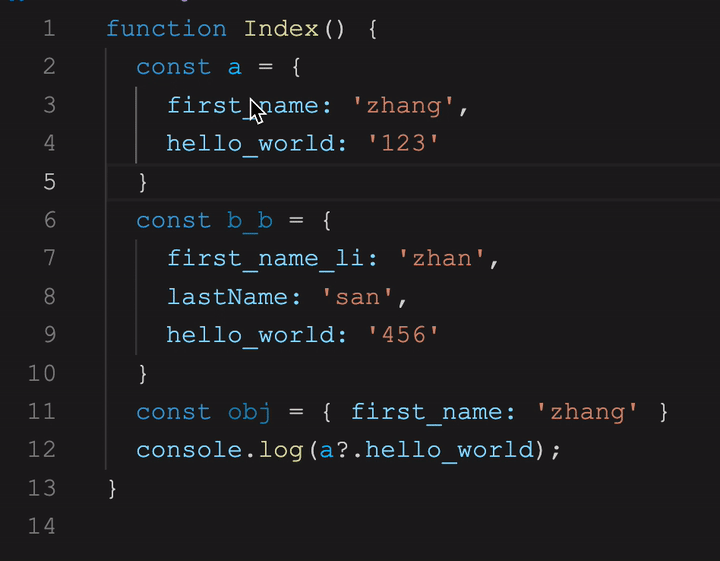 1 function Index() {
2 const a = {
3 first_name: 'zhang',
4 hello_world: '123'
5 }
6 const b_b = {
7 first_name_li: 'zhan',
8 lastName: 'san',
9 hello_world: '456'
10 }
11 const obj = { first_name: 'zhang' }
12 console.log(a?.hello_world);
13 }
14